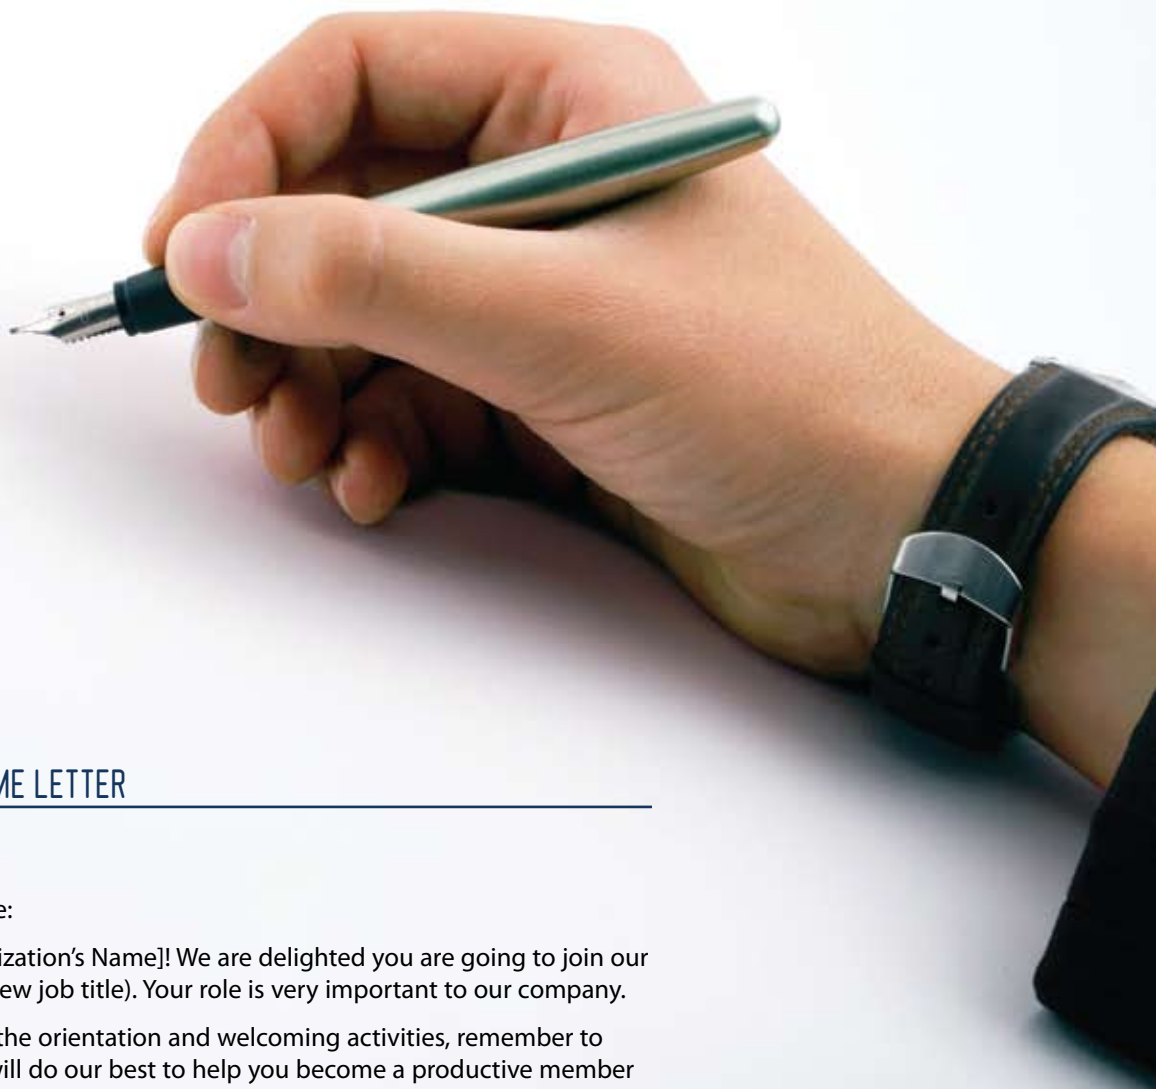 ME LETTER
e:
ization’s Name]! We are delighted you are going to join our
ew job title). Your role is very important to our company.
the orientation and welcoming activities, remember to
will do our best to help you become a productive member